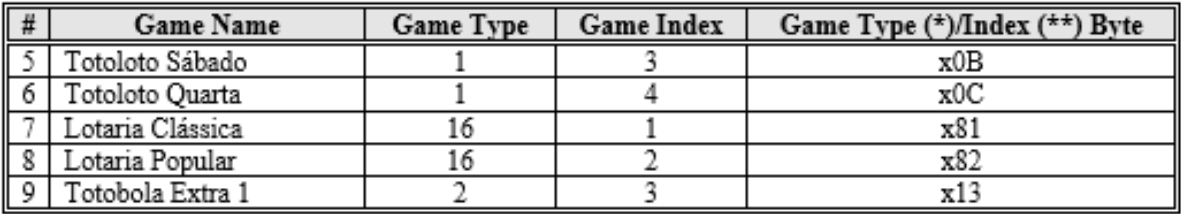 # Game Name Game Type Game Index Game Type (*)/Index (**) Byte
5 Totoloto Sábado 1 3 x0B
6 Totoloto Quarta 1 4 x0C
7 Lotaria Clássica 16 1 x81
8 Lotaria Popular 16 2 x82
9 Totobola Extra 1 2 3 x13